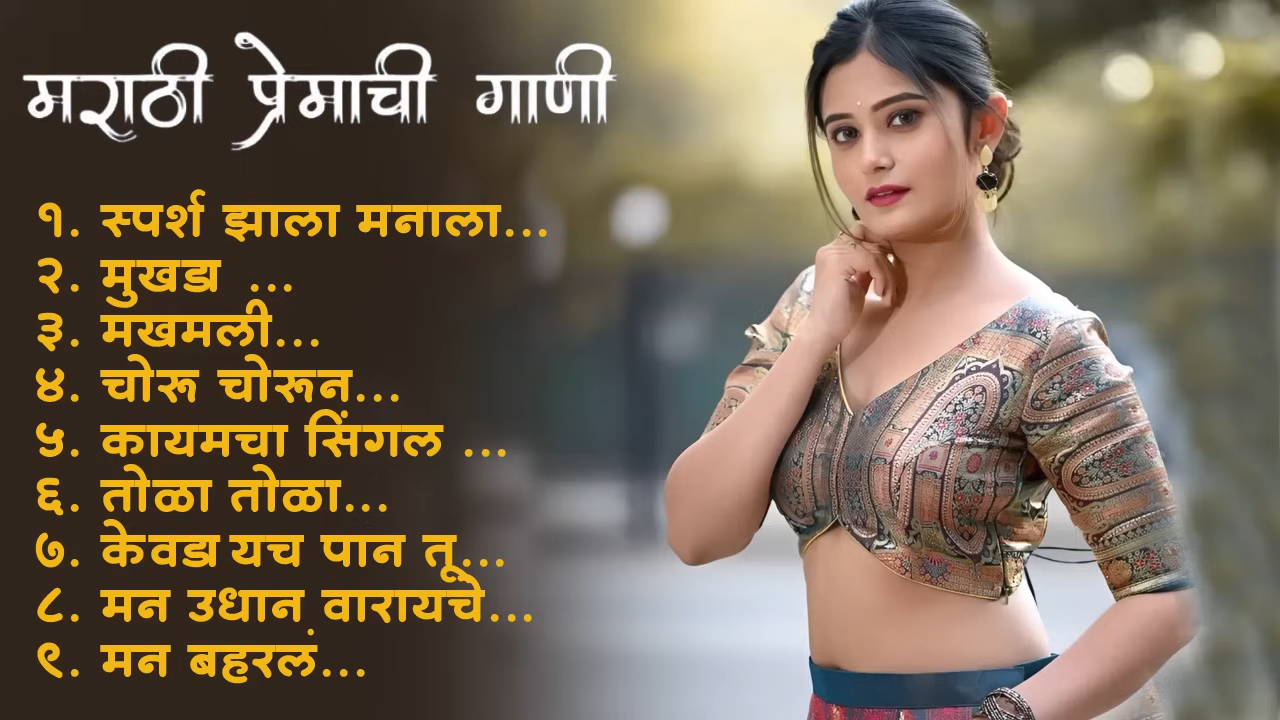 मराठी प्रेमाची गाणी
१. स्पर्श झाला मनाला...
२. मुखडा ...
३. मखमली...
४. चोरू चोरून...
५. कायमचा सिंगल ...
६. तोळा तोळा...
७. केवडा यच पान तू...
८. मन उधान वारायचे...
९. मन बहरलं...